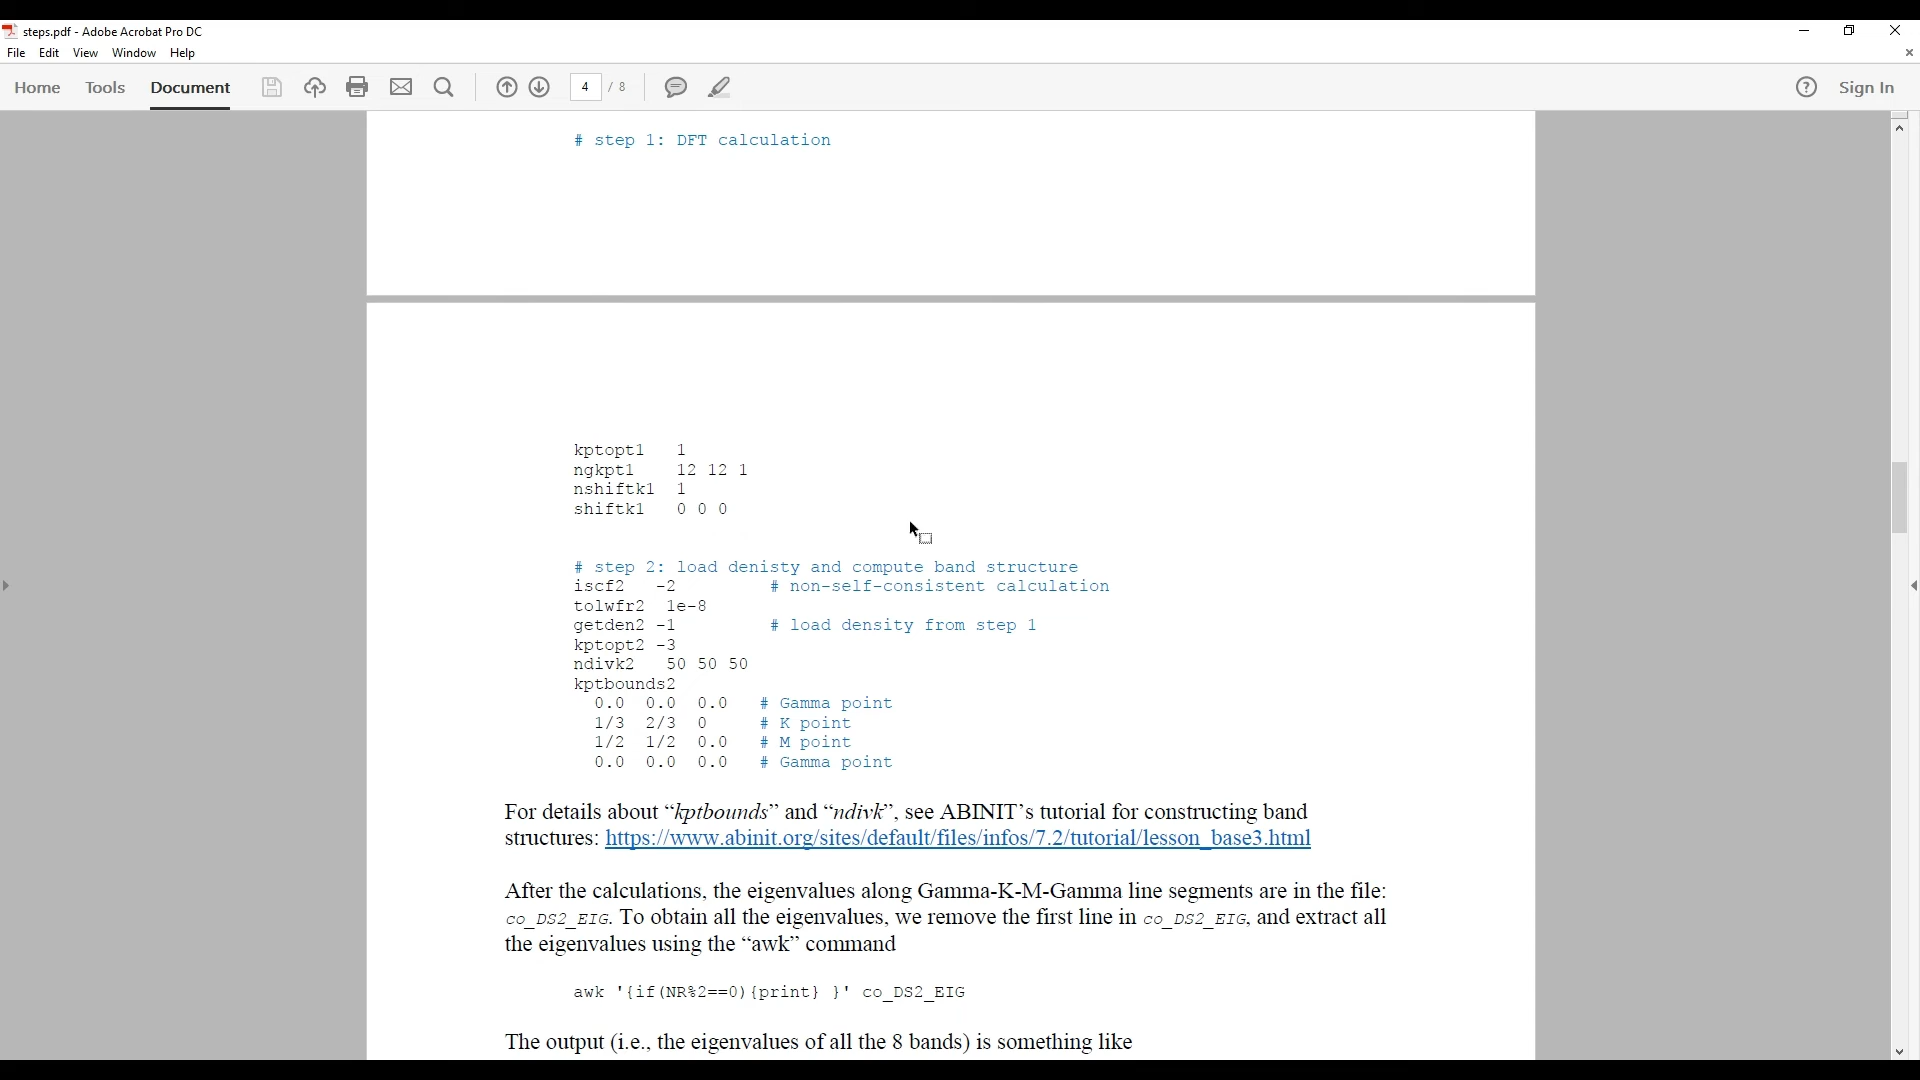 steps.pdf - Adobe Acrobat Pro DC
File Edit View Window Help
Home Tools Document 4 / 8 Sign In
# step 1: DFT calculation
kptopt1 1
ngkpt1 12 12 1
nshiftk1 1
shiftk1 0 0 0
# step 2: load denisty and compute band structure
iscf2 -2 # non-self-consistent calculation
tolwfr2 1e-8
getden2 -1 # load density from step 1
kptopt2 -3
ndivk2 50 50 50
kptbounds2
0.0 0.0 0.0 # Gamma point
1/3 2/3 0 # K point
1/2 1/2 0.0 # M point
0.0 0.0 0.0 # Gamma point
For details about “kptbounds” and “ndivk”, see ABINIT’s tutorial for constructing band
structures: https://www.abinit.org/sites/default/files/infos/7.2/tutorial/lesson_base3.html
After the calculations, the eigenvalues along Gamma-K-M-Gamma line segments are in the file:
co_DS2_EIG. To obtain all the eigenvalues, we remove the first line in co_DS2_EIG, and extract all
the eigenvalues using the “awk” command
awk '{if(NR%2==0){print} }' co_DS2_EIG
The output (i.e., the eigenvalues of all the 8 bands) is something like